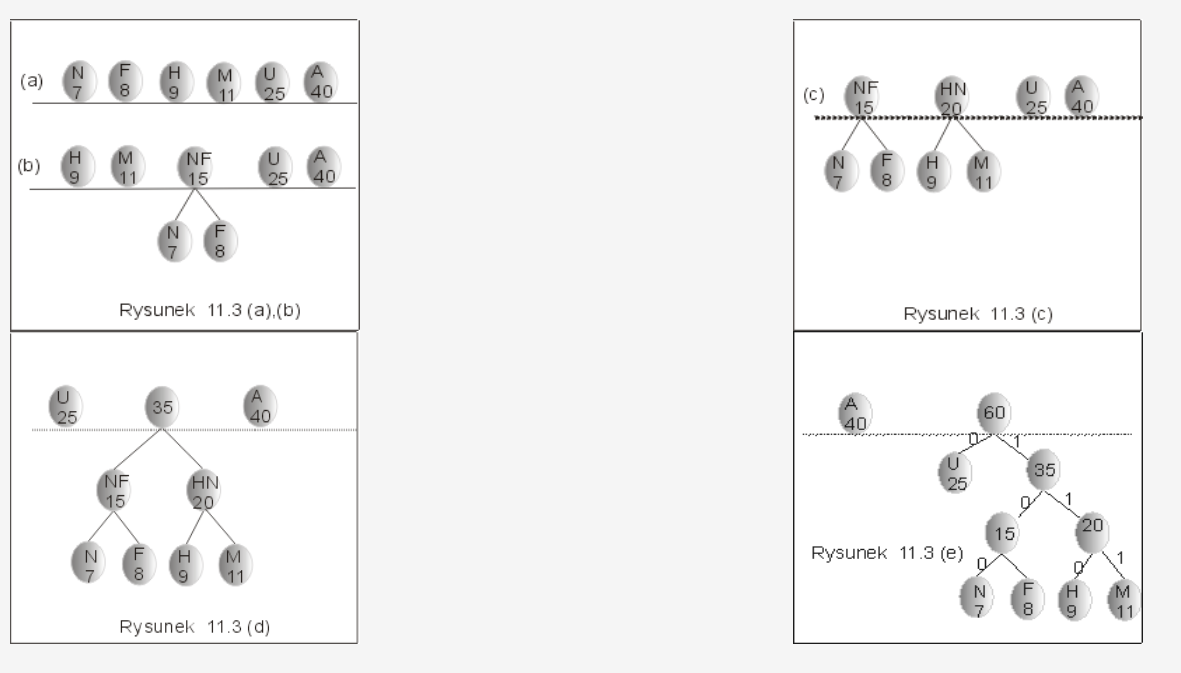 (a) N F H M U A
7 8 9 11 25 40
(b) H M NF U A
9 11 15 25 40
N F
7 8
Rysunek 11.3 (a),(b)
(c) NF HN U A
15 20 25 40
N F H M
7 8 9 11
Rysunek 11.3 (c)
U 35 A
25 40
NF HN
15 20
N F H M
7 8 9 11
Rysunek 11.3 (d)
A 60
40
0 1
U 35
25
0 1
15 20
Rysunek 11.3 (e)
0 0 1
N F H M
7 8 9 11